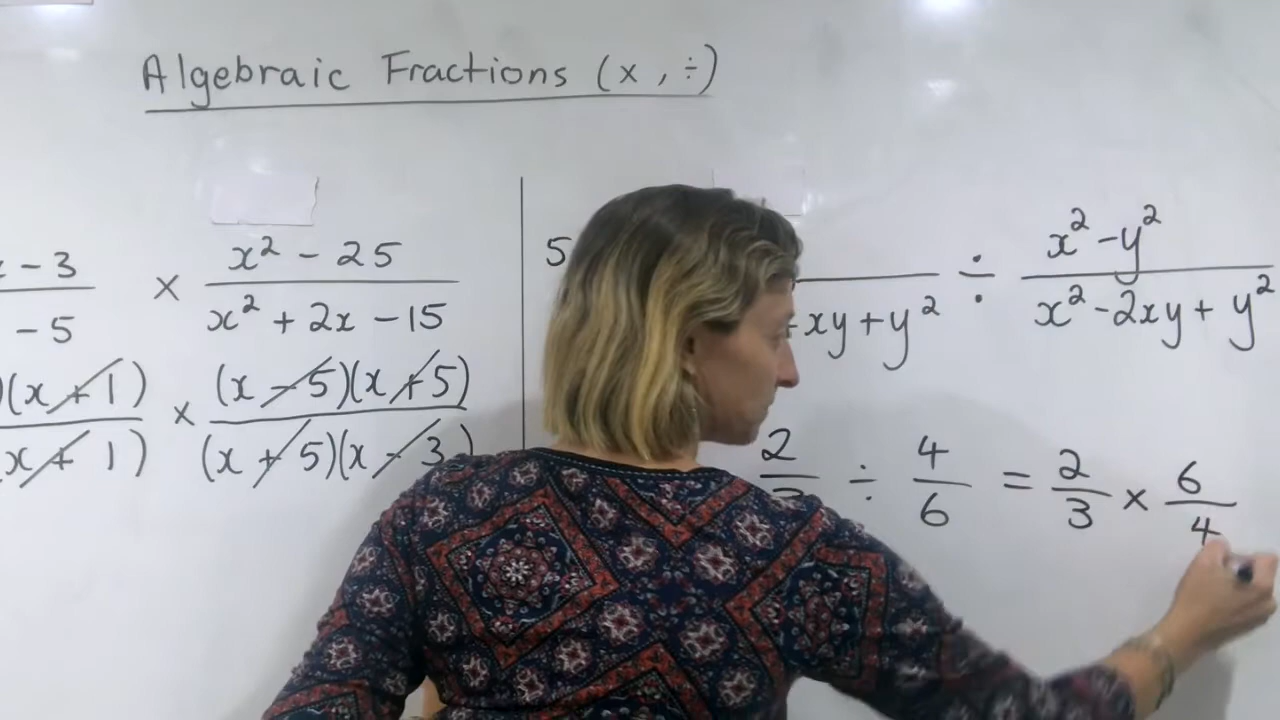 Algebraic Fractions (x, ÷)
- 3 / - 5 × x² - 25 / x² + 2x - 15
)(x + 1) / x + 1) × (x - 5)(x + 5) / (x + 5)(x - 3)
5
xy + y² ÷ x² - y² / x² - 2xy + y²
2 ÷ 4/6 = 2/3 × 6/4